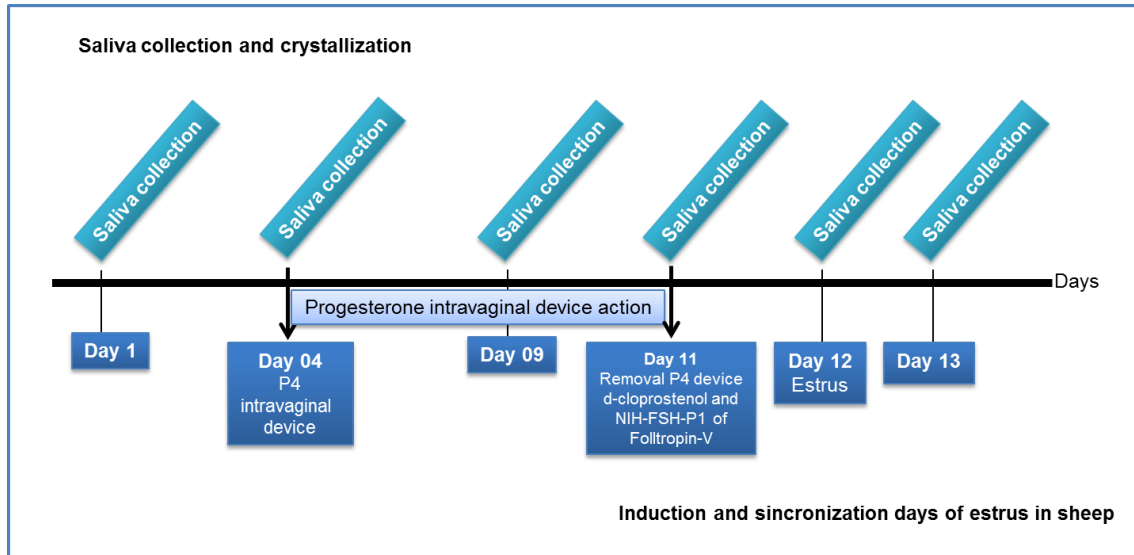 Saliva collection and crystallization
Saliva collection
Saliva collection
Saliva collection
Saliva collection
Saliva collection
Saliva collection
Days
Progesterone intravaginal device action
Day 1
Day 04
P4
intravaginal
device
Day 09
Day 11
Removal P4 device
d-cloprostenol and
NIH-FSH-P1 of
Folltropin-V
Day 12
Estrus
Day 13
Induction and sincronization days of estrus in sheep